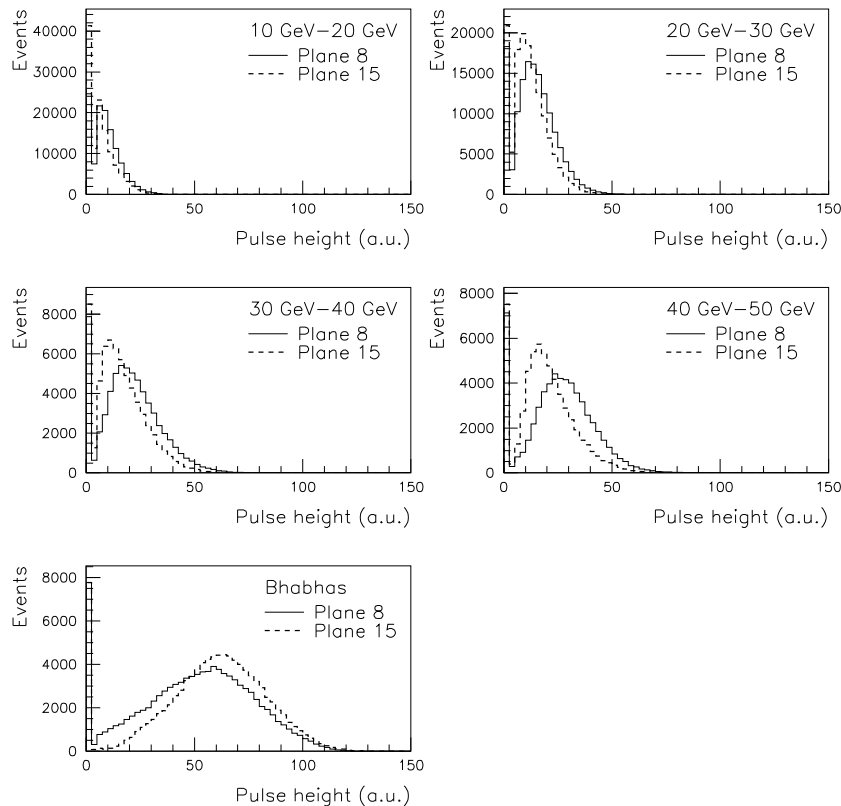 Events
10 GeV−20 GeV
Plane 8
Plane 15
40000
30000
20000
10000
0
0 50 100 150
Pulse height (a.u.)
Events
20 GeV−30 GeV
Plane 8
Plane 15
20000
15000
10000
5000
0
0 50 100 150
Pulse height (a.u.)
Events
30 GeV−40 GeV
Plane 8
Plane 15
8000
6000
4000
2000
0
0 50 100 150
Pulse height (a.u.)
Events
40 GeV−50 GeV
Plane 8
Plane 15
8000
6000
4000
2000
0
0 50 100 150
Pulse height (a.u.)
Events
Bhabhas
Plane 8
Plane 15
8000
6000
4000
2000
0
0 50 100 150
Pulse height (a.u.)